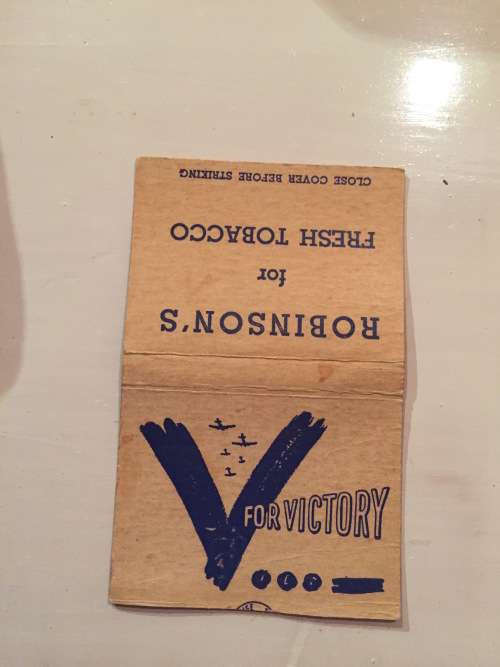 CLOSE COVER BEFORE STRIKING
FRESH TOBACCO
for
ROBINSON'S
V
FOR VICTORY